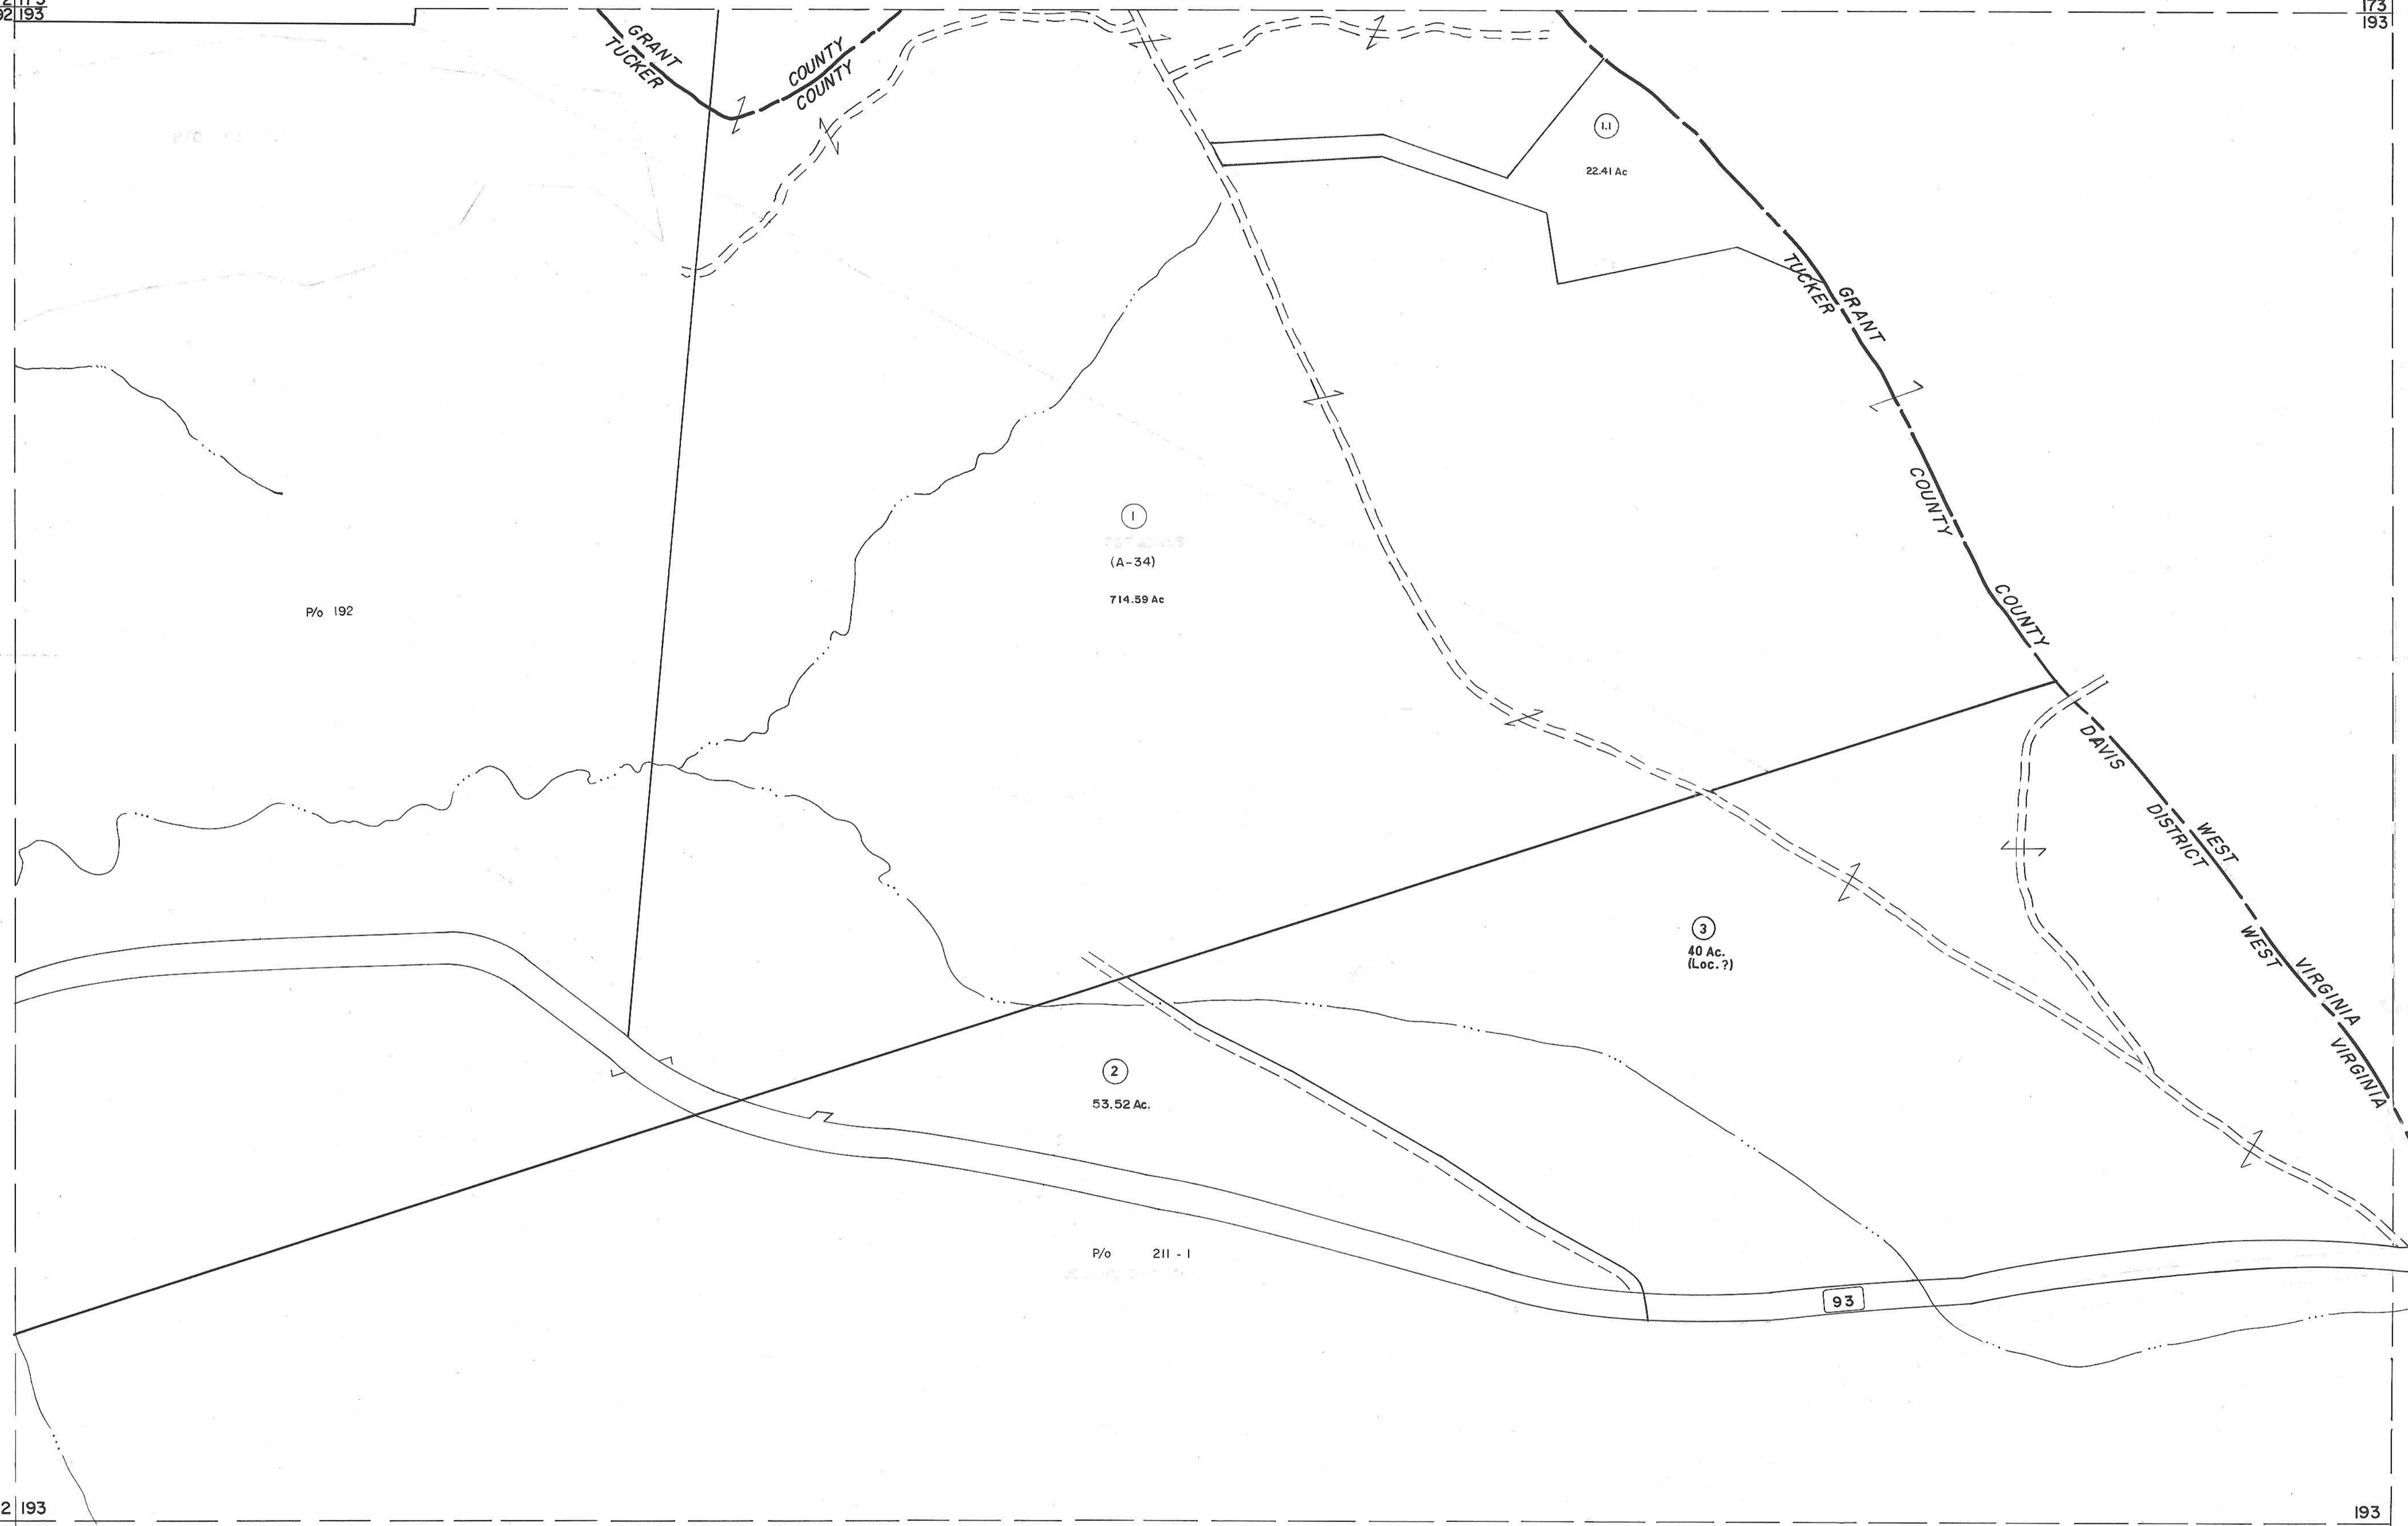 193
173
193
GRANT
TUCKER
COUNTY
COUNTY
1.1
22.41 Ac
TUCKER
GRANT
COUNTY
1
(A-34)
714.59 Ac
COUNTY
P/o 192
DAVIS
DISTRICT
WEST
WEST
VIRGINIA
VIRGINIA
3
40 Ac.
(Loc.?)
2
53.52 Ac.
P/o 211 - 1
93
2 193
193